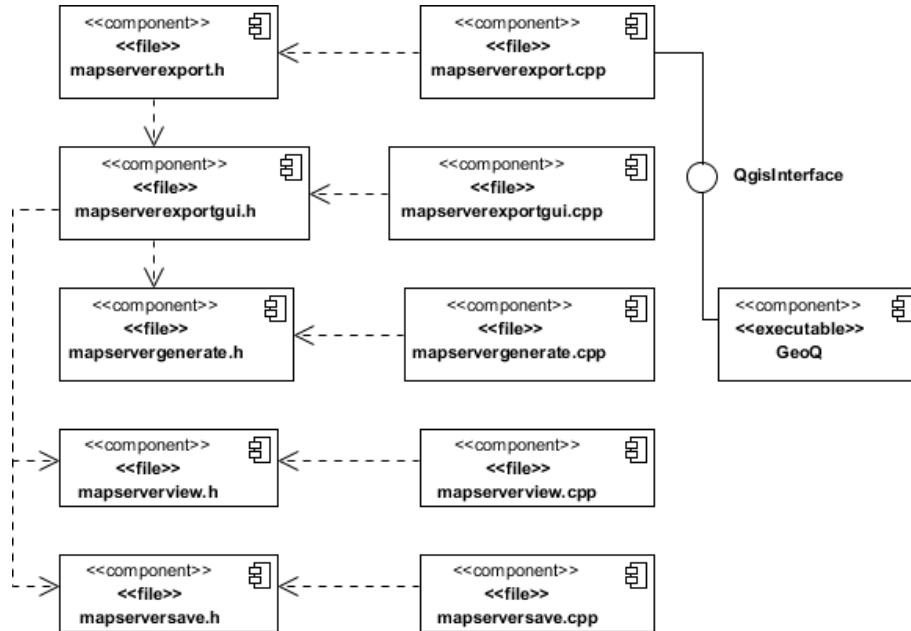 <<component>>
<<file>>
mapserverexport.h
<<component>>
<<file>>
mapserverexport.cpp
<<component>>
<<file>>
mapserverexportgui.h
<<component>>
<<file>>
mapserverexportgui.cpp
QgisInterface
<<component>>
<<file>>
mapservergenerate.h
<<component>>
<<file>>
mapservergenerate.cpp
<<component>>
<<executable>>
GeoQ
<<component>>
<<file>>
mapserverview.h
<<component>>
<<file>>
mapserverview.cpp
<<component>>
<<file>>
mapserversave.h
<<component>>
<<file>>
mapserversave.cpp